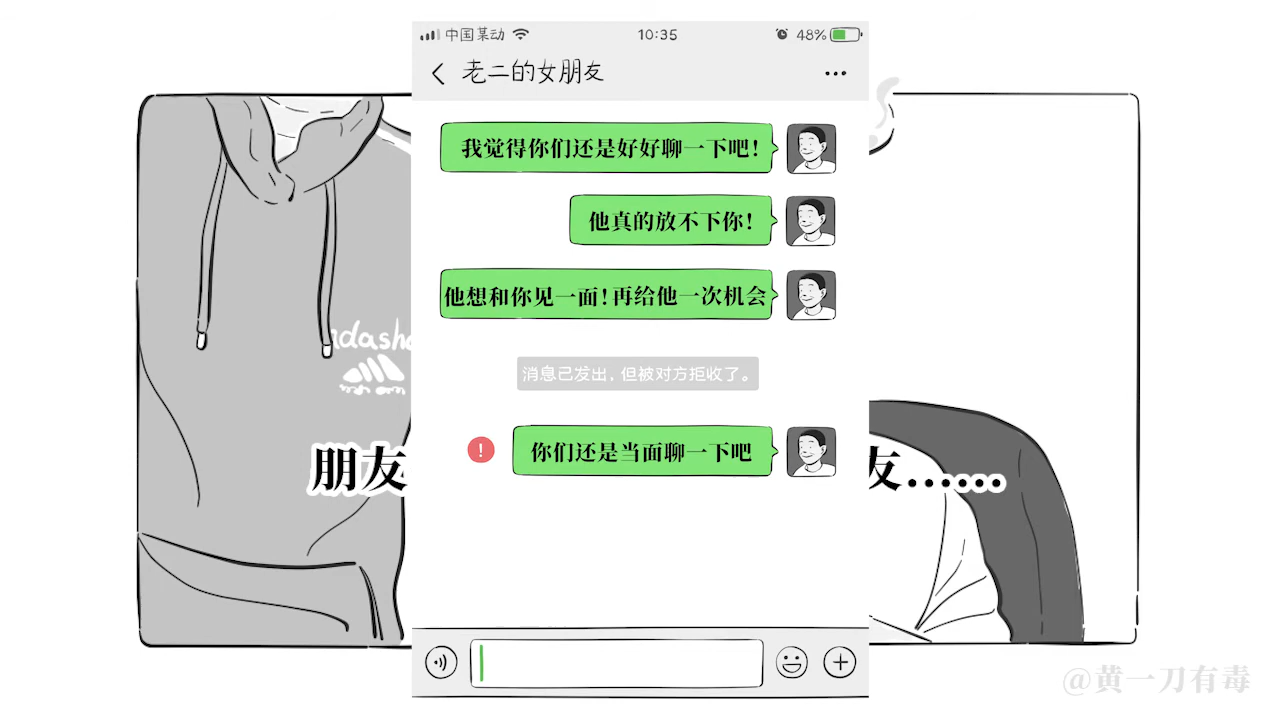 中国某动
10:35
48%
老二的女朋友
我觉得你们还是好好聊一下吧！
他真的放不下你！
他想和你见一面！再给他一次机会
消息已发出，但被对方拒收了。
!
你们还是当面聊一下吧
adasha
朋友
友……
@黄一刀有毒